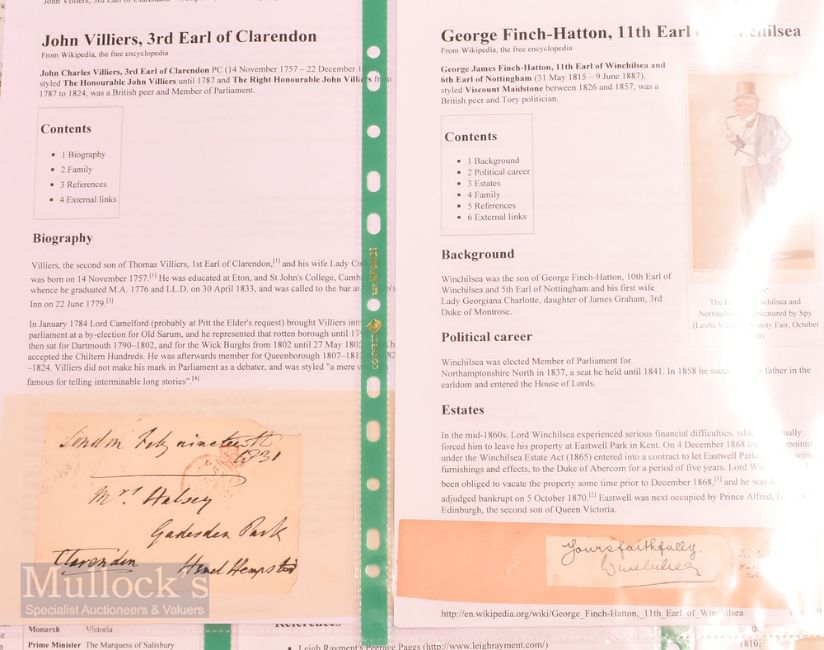 John Villiers, 3rd Earl of Clarendon
From Wikipedia, the free encyclopedia
John Charles Villiers, 3rd Earl of Clarendon PC (14 November 1757 – 22 December
styled The Honourable John Villiers until 1787 and The Right Honourable John Villiers from
1787 to 1824, was a British peer and Member of Parliament.
Contents
▪ 1 Biography
▪ 2 Family
▪ 3 References
▪ 4 External links
Biography
Villiers, the second son of Thomas Villiers, 1st Earl of Clarendon,[1] and his wife Lady
was born on 14 November 1757.[1] He was educated at Eton, and St John's College,
whence he graduated M.A. 1776 and LL.D. on 30 April 1833, and was called to the bar at
Inn on 22 June 1779.[3]
In January 1784 Lord Camelford (probably at Pitt the Elder's request) brought Villiers
parliament at a by-election for Old Sarum, and he represented that rotten borough until
then sat for Dartmouth 1790–1802, and for the Wick Burghs from 1802 until 27 May 1805
accepted the Chiltern Hundreds. He was afterwards member for Queenborough
–1824. Villiers did not make his mark in Parliament as a debater, and was styled "a mere
famous for telling interminable long stories".[4]
London Feby nineteenth
1831
Mrs. Halsey
Gadesden Park
Clarendon Hemel Hempsted
Mullock's
Specialist Auctioneers & Valuers
Monarch Victoria
Prime Minister The Marquess of Salisbury
George Finch-Hatton, 11th Earl
From Wikipedia, the free encyclopedia
George James Finch-Hatton, 11th Earl of Winchilsea and
6th Earl of Nottingham (31 May 1815 – 9 June 1887),
styled Viscount Maidstone between 1826 and 1857, was a
British peer and Tory politician.
Contents
▪ 1 Background
▪ 2 Political career
▪ 3 Estates
▪ 4 Family
▪ 5 References
▪ 6 External links
Background
Winchilsea was the son of George Finch-Hatton, 10th Earl of
Winchilsea and 5th Earl of Nottingham and his first wife
Lady Georgiana Charlotte, daughter of James Graham, 3rd
Duke of Montrose.
Political career
Winchilsea was elected Member of Parliament for
Northamptonshire North in 1837, a seat he held until 1841. In 1858 he father in the
earldom and entered the House of Lords.
Estates
In the mid-1860s, Lord Winchilsea experienced serious financial difficulties,
forced him to leave his property at Eastwell Park in Kent. On 4 December 1868
under the Winchilsea Estate Act (1865) entered into a contract to let Eastwell Park, with
furnishings and effects, to the Duke of Abercorn for a period of five years. Lord
been obliged to vacate the property some time prior to December 1868,[1] and he was
adjudged bankrupt on 5 October 1870.[2] Eastwell was next occupied by Prince Alfred,
Edinburgh, the second son of Queen Victoria.
Yours faithfully
Winchilsea
http://en.wikipedia.org/wiki/George_Finch-Hatton,_11th_Earl_of_Winchilsea
References
▪ Leigh Rayment's Peerage Pages (http://www.leighrayment.com/)
1810;